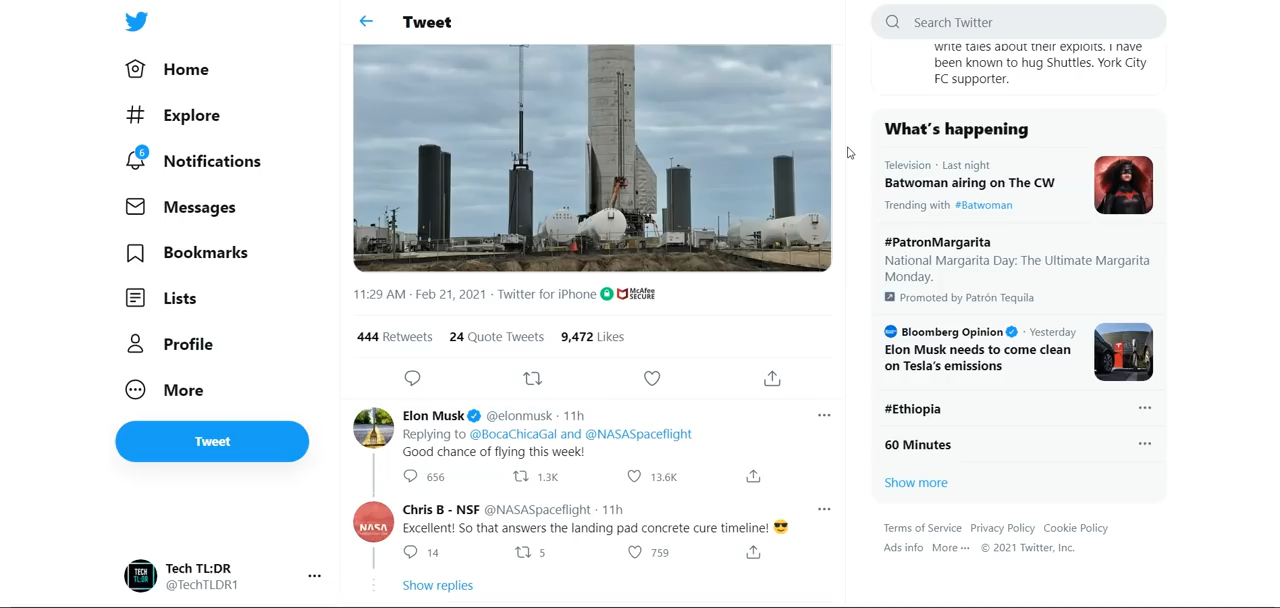 Tweet
Search Twitter
Home
Explore
6
Notifications
Messages
Bookmarks
Lists
Profile
More
Tweet
Tech TL:DR
@TechTLDR1
TECH
TL;DR
11:29 AM · Feb 21, 2021 · Twitter for iPhone McAfee SECURE
444 Retweets 24 Quote Tweets 9,472 Likes
Elon Musk @elonmusk · 11h
Replying to @BocaChicaGal and @NASASpaceflight
Good chance of flying this week!
656 1.3K 13.6K
NASA
Chris B - NSF @NASASpaceflight · 11h
Excellent! So that answers the landing pad concrete cure timeline! 😎
14 5 759
Show replies
write tales about their exploits. I have
been known to hug Shuttles. York City
FC supporter.
What's happening
Television · Last night
Batwoman airing on The CW
Trending with #Batwoman
#PatronMargarita
National Margarita Day: The Ultimate Margarita
Monday.
Promoted by Patrón Tequila
Bloomberg Opinion · Yesterday
Elon Musk needs to come clean
on Tesla's emissions
#Ethiopia
60 Minutes
Show more
Terms of Service Privacy Policy Cookie Policy
Ads info More ··· © 2021 Twitter, Inc.